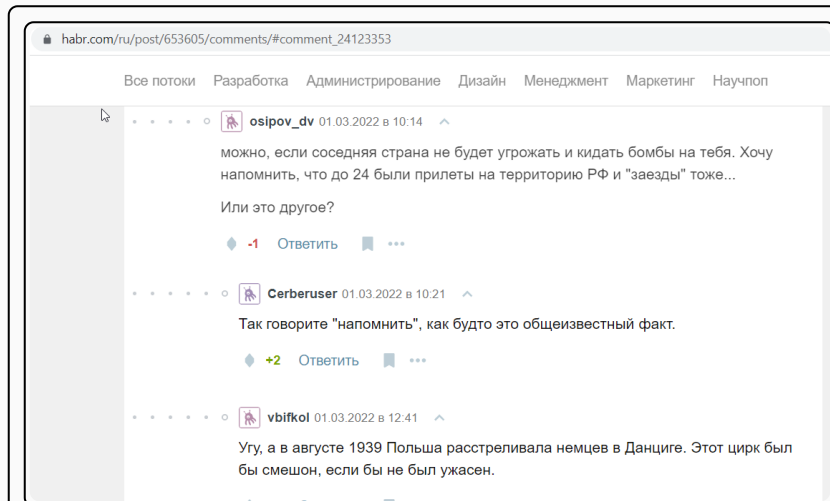 habr.com/ru/post/653605/comments/#comment_24123353
Все потоки Разработка Администрирование Дизайн Менеджмент Маркетинг Научпоп
osipov_dv 01.03.2022 в 10:14
можно, если соседняя страна не будет угрожать и кидать бомбы на тебя. Хочу
напомнить, что до 24 были прилеты на территорию РФ и "заезды" тоже...
Или это другое?
-1 Ответить
Cerberuser 01.03.2022 в 10:21
Так говорите "напомнить", как будто это общеизвестный факт.
+2 Ответить
vbifkol 01.03.2022 в 12:41
Угу, а в августе 1939 Польша расстреливала немцев в Данциге. Этот цирк был
бы смешон, если бы не был ужасен.